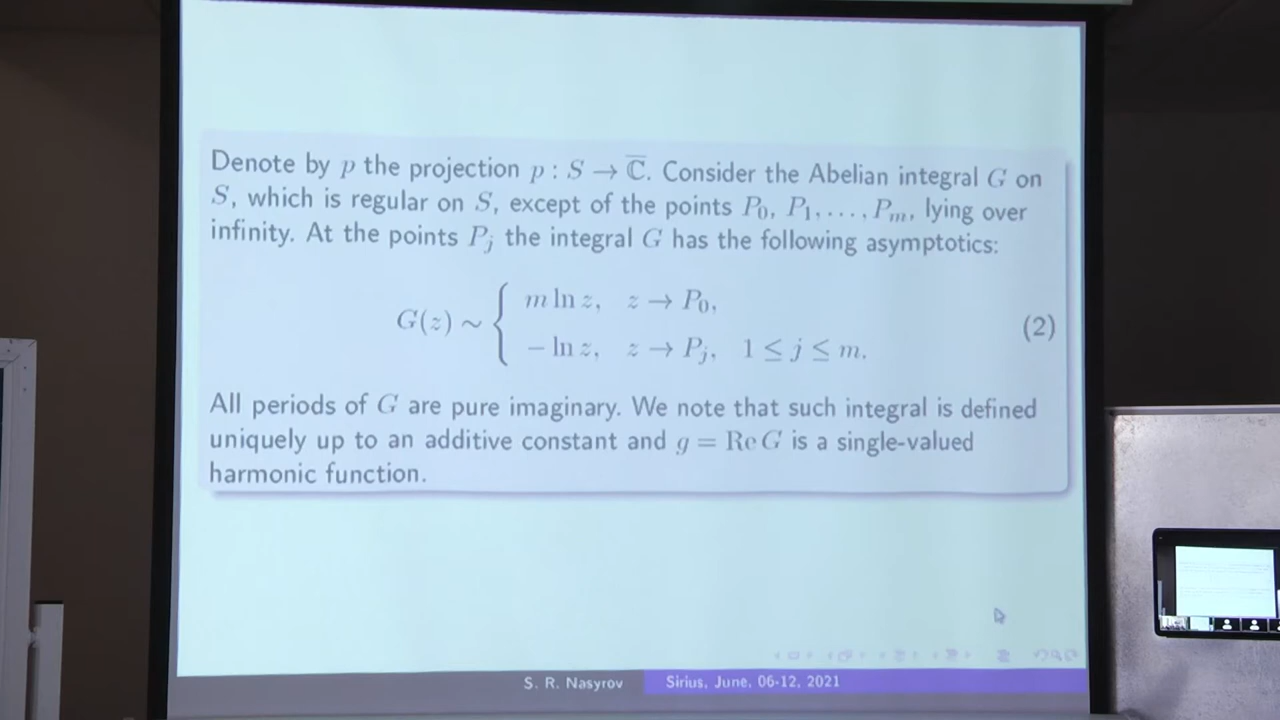 Denote by p the projection p : S → ℂ̅. Consider the Abelian integral G on
S, which is regular on S, except of the points P₀, P₁, . . . , Pₘ, lying over
infinity. At the points Pⱼ the integral G has the following asymptotics:
G(z) ∼ { m ln z, z → P₀,
− ln z, z → Pⱼ, 1 ≤ j ≤ m.
(2)
All periods of G are pure imaginary. We note that such integral is defined
uniquely up to an additive constant and g = Re G is a single-valued
harmonic function.
S. R. Nasyrov Sirius, June, 06-12, 2021